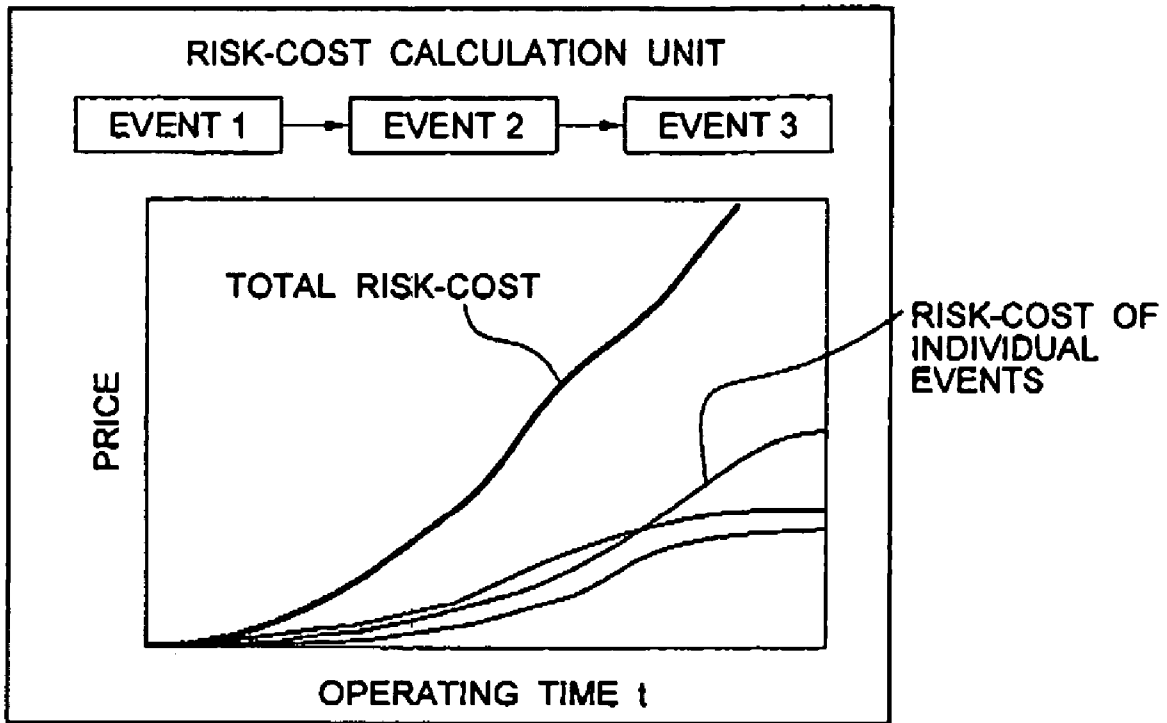 RISK-COST CALCULATION UNIT
EVENT 1
EVENT 2
EVENT 3
TOTAL RISK-COST
RISK-COST OF
INDIVIDUAL
EVENTS
PRICE
OPERATING TIME t